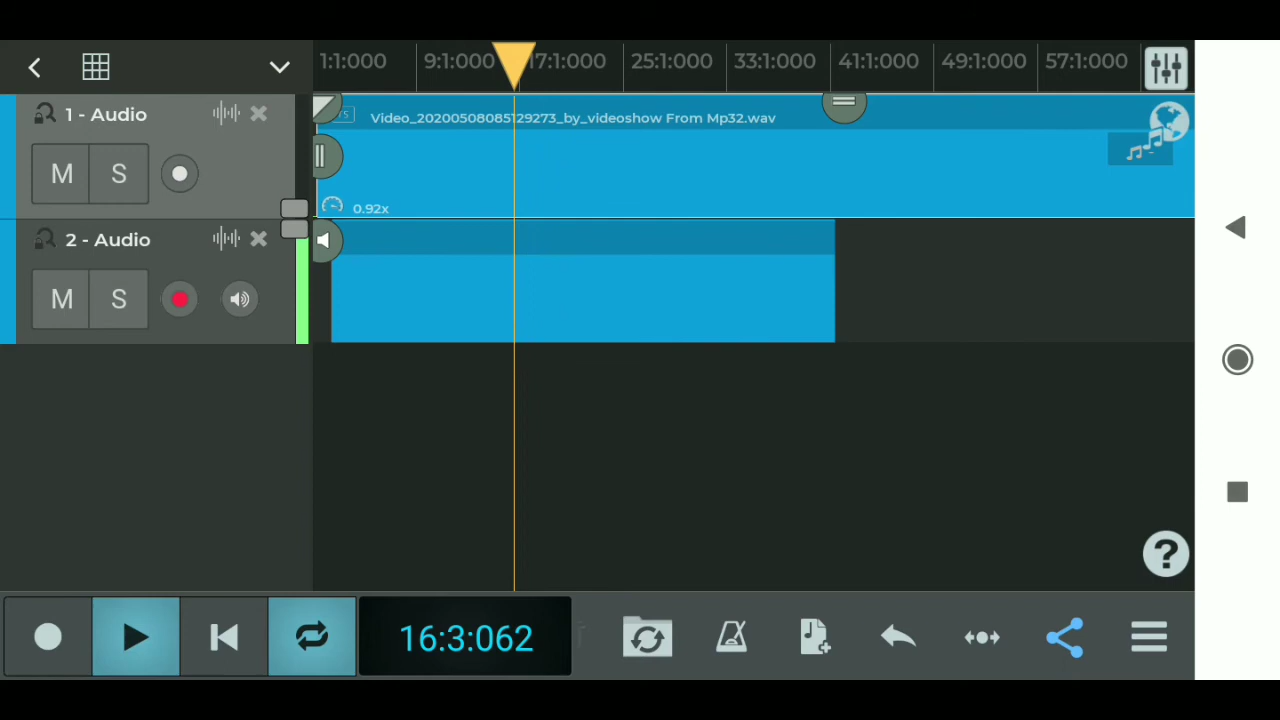 1:1:000 9:1:000 17:1:000 25:1:000 33:1:000 41:1:000 49:1:000 57:1:000
1 - Audio
Video_20200508085129273_by_videoshow From Mp32.wav
M S
0.92x
2 - Audio
M S
?
16:3:062